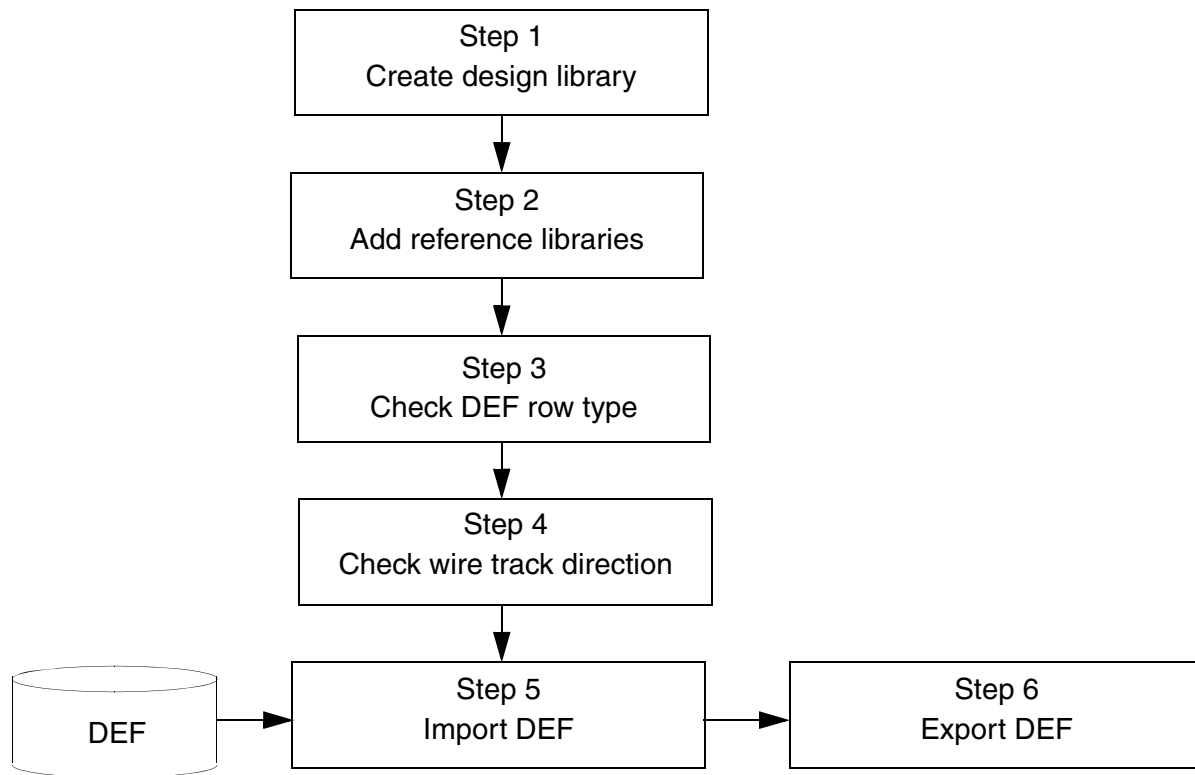 Step 1
Create design library
Step 2
Add reference libraries
Step 3
Check DEF row type
Step 4
Check wire track direction
DEF
Step 5
Import DEF
Step 6
Export DEF